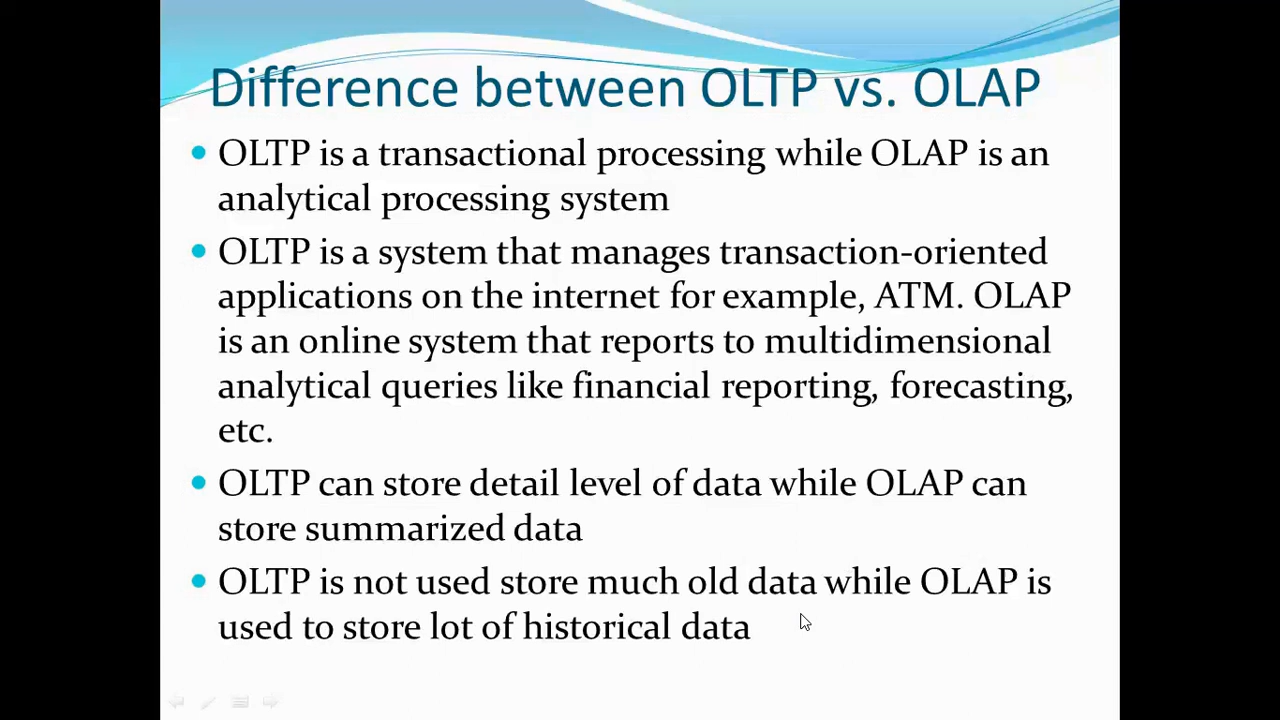 Difference between OLTP vs. OLAP
• OLTP is a transactional processing while OLAP is an
analytical processing system
• OLTP is a system that manages transaction-oriented
applications on the internet for example, ATM. OLAP
is an online system that reports to multidimensional
analytical queries like financial reporting, forecasting,
etc.
• OLTP can store detail level of data while OLAP can
store summarized data
• OLTP is not used store much old data while OLAP is
used to store lot of historical data